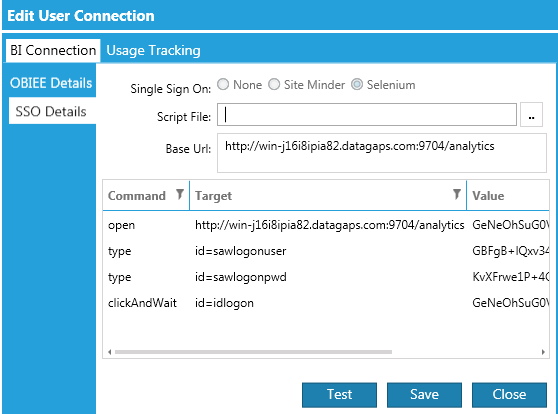 Edit User Connection
BI Connection Usage Tracking
OBIEE Details
SSO Details
Single Sign On: None Site Minder Selenium
Script File: ..
Base Url: http://win-j16i8ipia82.datagaps.com:9704/analytics
Command Target Value
open http://win-j16i8ipia82.datagaps.com:9704/analytics GeNeOhSuG0V
type id=sawlogonuser GBFgB+IQxv34
type id=sawlogonpwd KvXFrwe1P+4C
clickAndWait id=idlogon GeNeOhSuG0V
Test Save Close